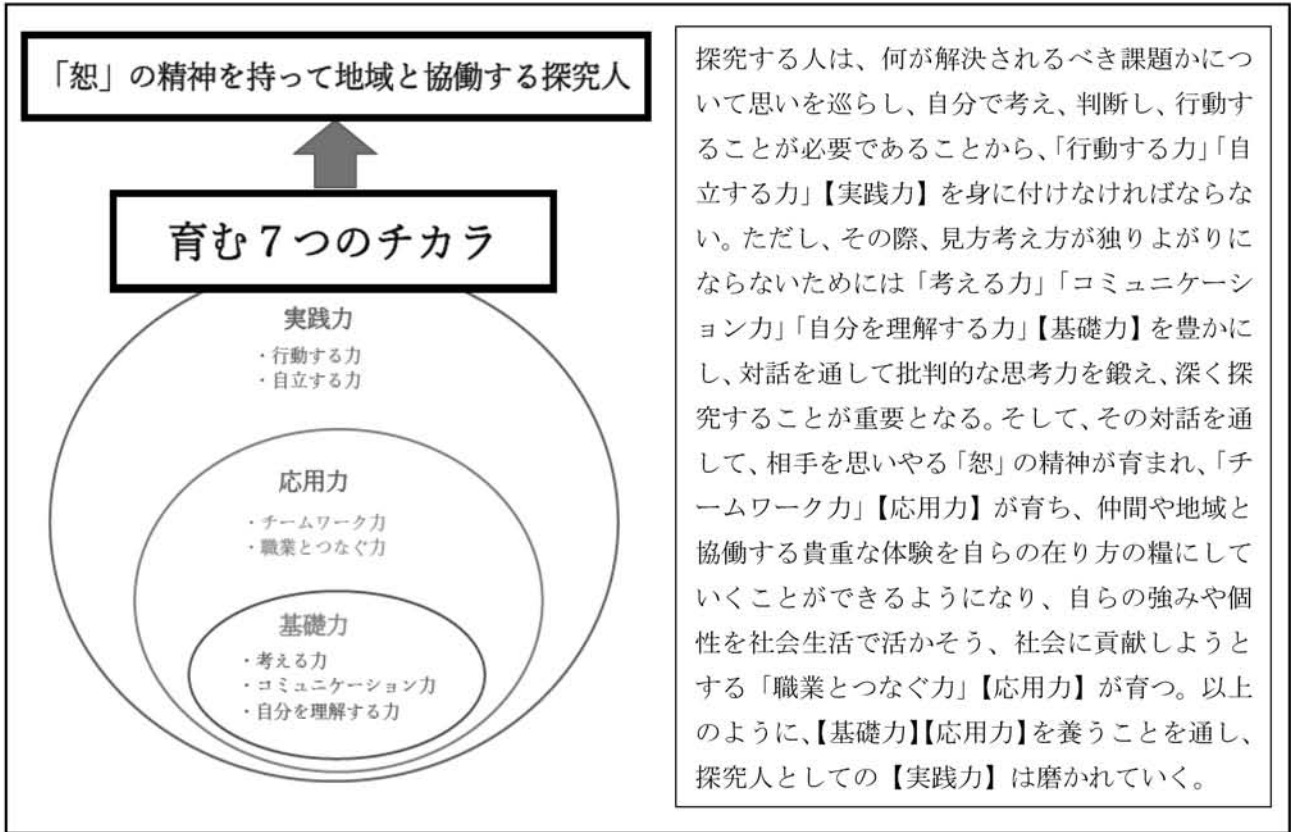 「恕」の精神を持って地域と協働する探究人
育む7つのチカラ
実践力
・行動する力
・自立する力
応用力
・チームワーク力
・職業とつなぐ力
基礎力
・考える力
・コミュニケーション力
・自分を理解する力
探究する人は、何が解決されるべき課題かにつ
いて思いを巡らし、自分で考え、判断し、行動す
ることが必要であることから、「行動する力」「自
立する力」【実践力】を身に付けなければならな
い。ただし、その際、見方考え方が独りよがりに
ならないためには「考える力」「コミュニケーシ
ョン力」「自分を理解する力」【基礎力】を豊かに
し、対話を通して批判的な思考力を鍛え、深く探
究することが重要となる。そして、その対話を通
して、相手を思いやる「恕」の精神が育まれ、「チ
ームワーク力」【応用力】が育ち、仲間や地域と
協働する貴重な体験を自らの在り方の糧にして
いくことができるようになり、自らの強みや個
性を社会生活で活かそう、社会に貢献しようと
する「職業とつなぐ力」【応用力】が育つ。以上
のように、【基礎力】【応用力】を養うことを通し、
探究人としての【実践力】は磨かれていく。